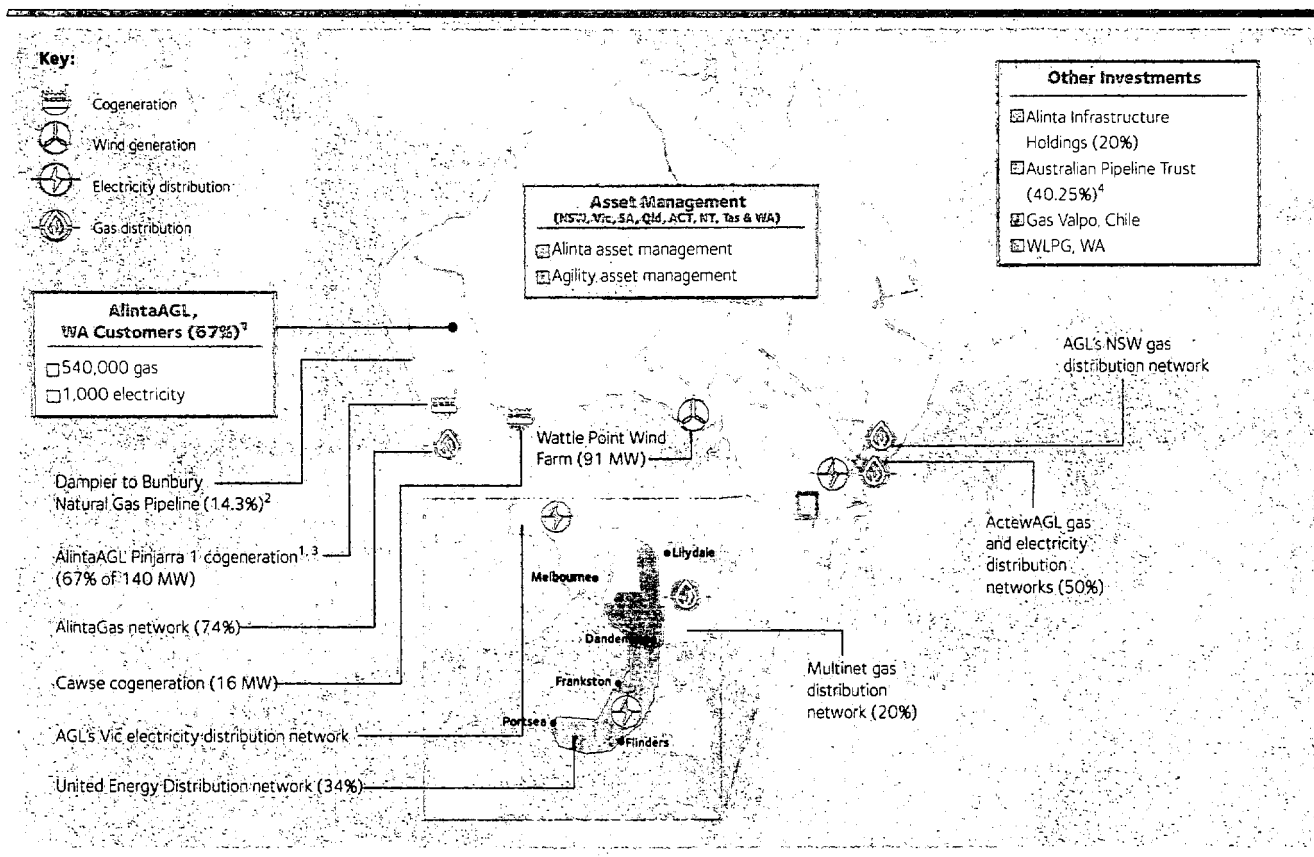 Key:
Cogeneration
Wind generation
Electricity distribution
Gas distribution
Other Investments
Alinta Infrastructure
Holdings (20%)
Australian Pipeline Trust
(40.25%)4
Gas Valpo, Chile
WLPG, WA
Asset Management
(NSW, Vic, SA, Qld, ACT, NT, Tas & WA)
Alinta asset management
Agility asset management
AlintaAGL,
WA Customers (67%)1
540,000 gas
1,000 electricity
AGL's NSW gas
distribution network
Wattle Point Wind
Farm (91 MW)
Dampier to Bunbury
Natural Gas Pipeline (14.3%)2
AlintaAGL Pinjarra 1 cogeneration1, 3
(67% of 140 MW)
AlintaGas network (74%)
Cawse cogeneration (16 MW)
AGL's Vic electricity distribution network
United Energy Distribution network (34%)
ActewAGL gas
and electricity
distribution
networks (50%)
Lilydale
Melbourne
Frankston
Portsea
Flinders
Multinet gas
distribution
network (20%)